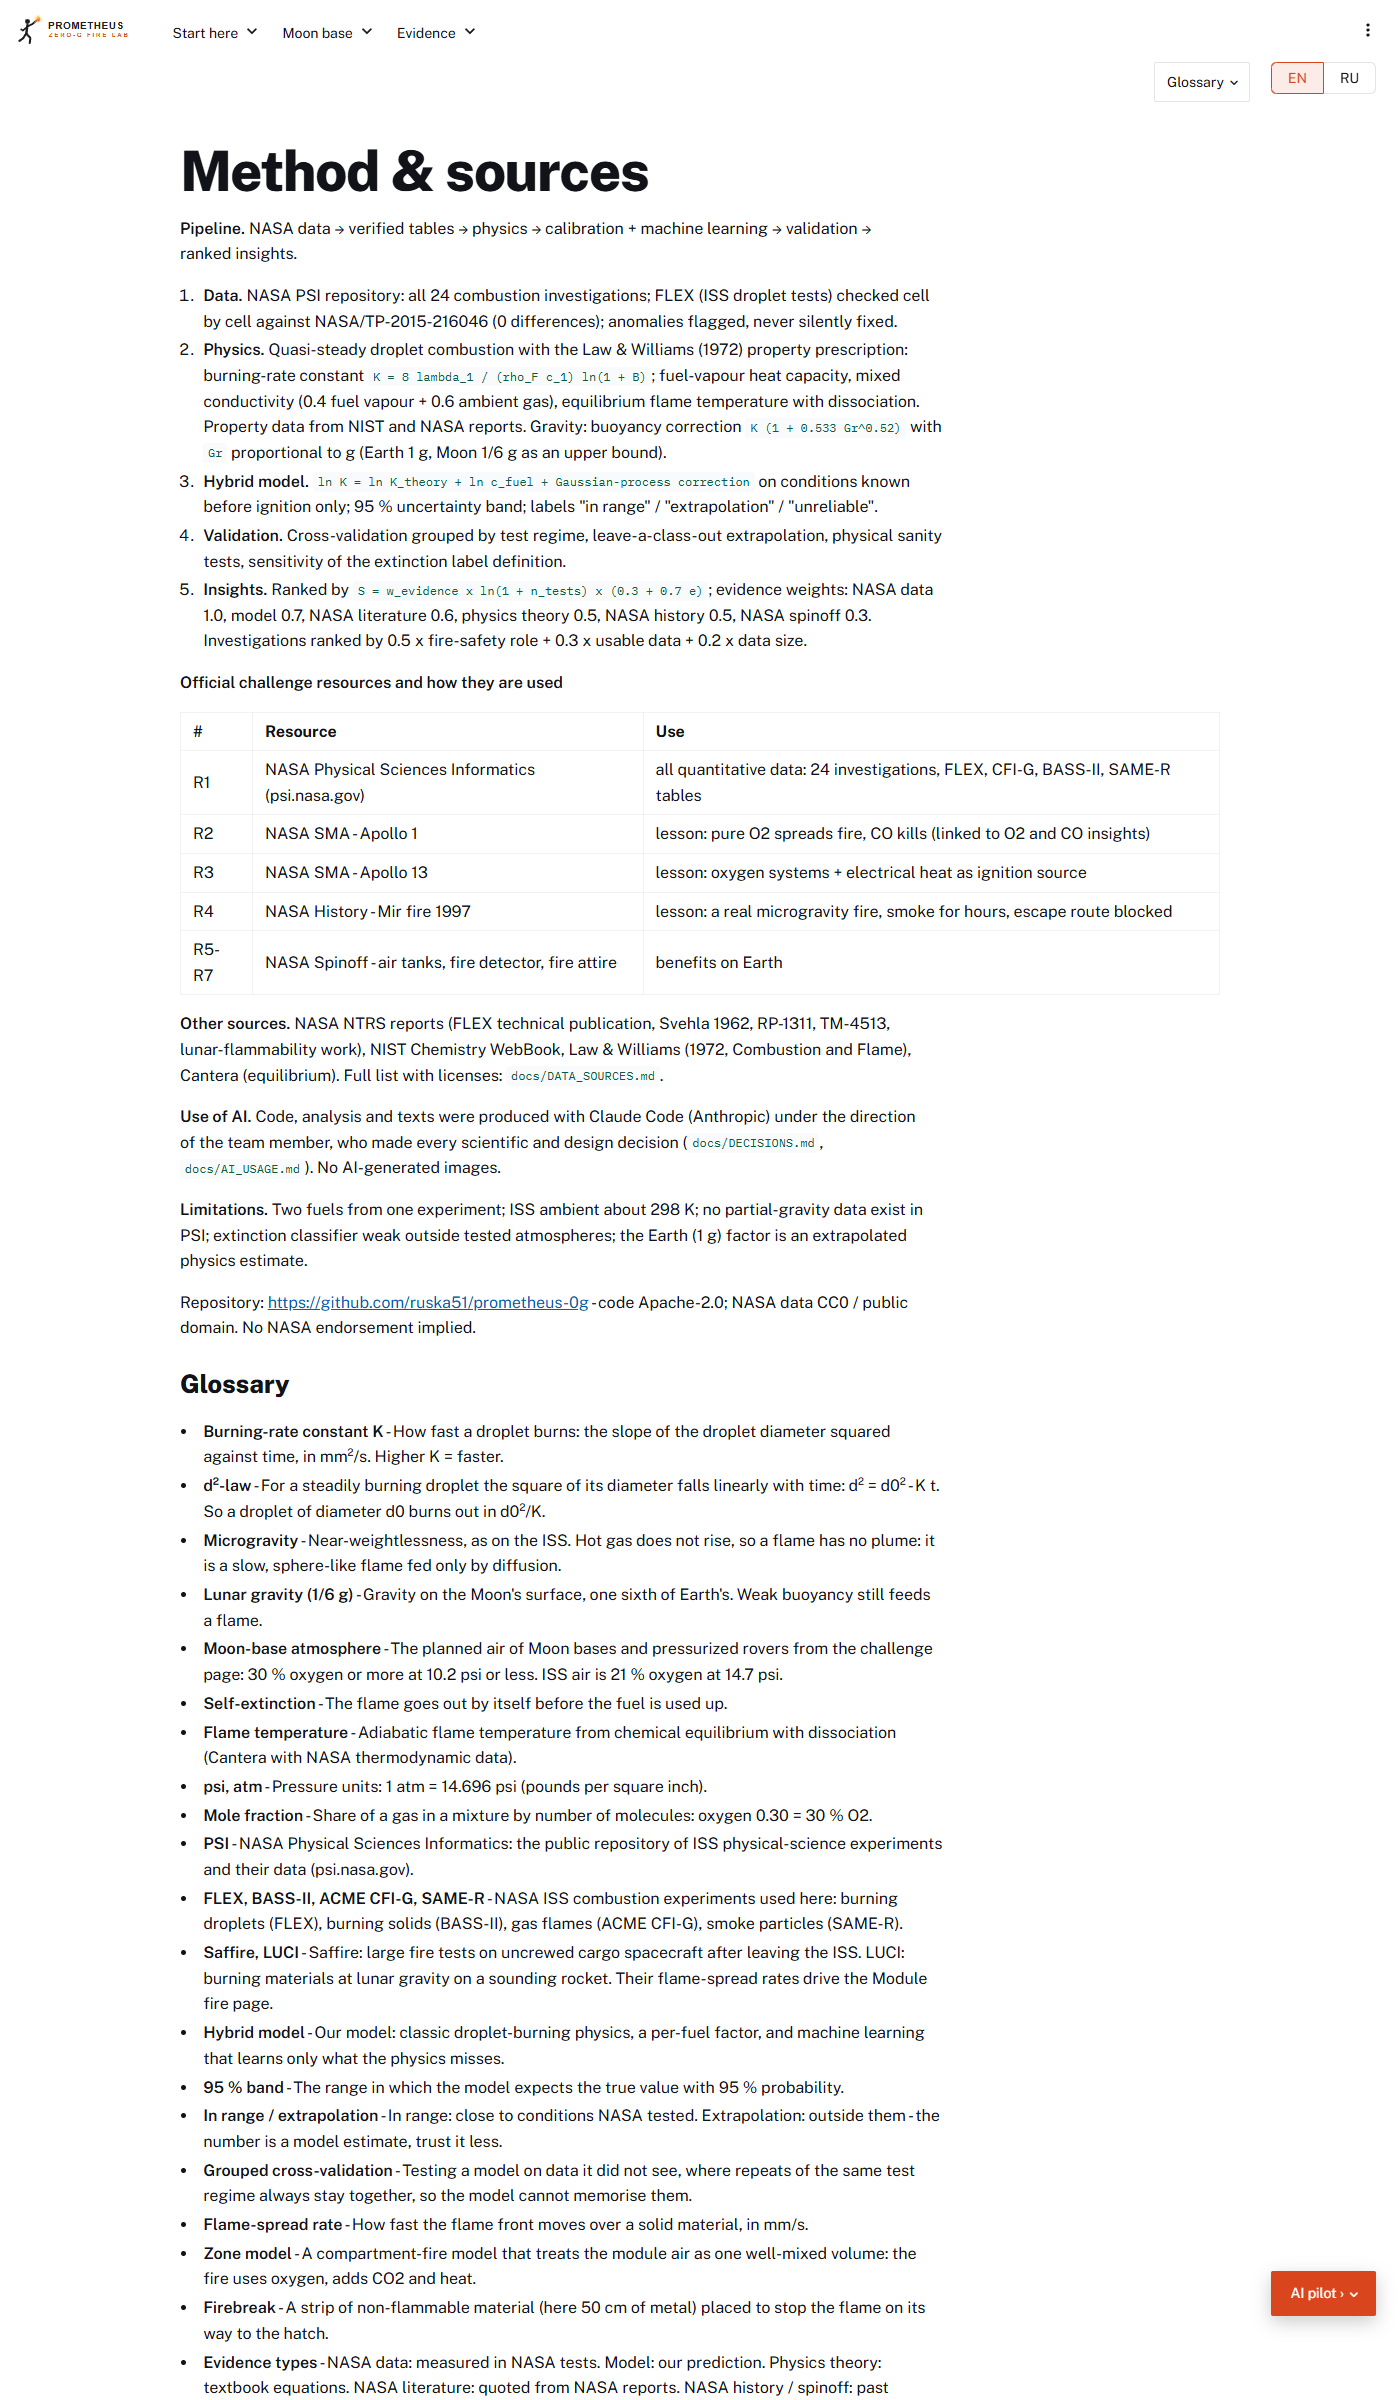 PROMETHEUS
ZERO-G FIRE LAB
Start here
Moon base
Evidence
Glossary
EN
RU
Method & sources
Pipeline. NASA data → verified tables → physics → calibration + machine learning → validation →
ranked insights.
1. Data. NASA PSI repository: all 24 combustion investigations; FLEX (ISS droplet tests) checked cell
by cell against NASA/TP-2015-216046 (0 differences); anomalies flagged, never silently fixed.
2. Physics. Quasi-steady droplet combustion with the Law & Williams (1972) property prescription:
burning-rate constant K = 8 lambda_1 / (rho_F c_1) ln(1 + B) ; fuel-vapour heat capacity, mixed
conductivity (0.4 fuel vapour + 0.6 ambient gas), equilibrium flame temperature with dissociation.
Property data from NIST and NASA reports. Gravity: buoyancy correction K (1 + 0.533 Gr^0.52) with
Gr proportional to g (Earth 1 g, Moon 1/6 g as an upper bound).
3. Hybrid model. ln K = ln K_theory + ln c_fuel + Gaussian-process correction on conditions known
before ignition only; 95 % uncertainty band; labels "in range" / "extrapolation" / "unreliable".
4. Validation. Cross-validation grouped by test regime, leave-a-class-out extrapolation, physical sanity
tests, sensitivity of the extinction label definition.
5. Insights. Ranked by S = w_evidence x ln(1 + n_tests) x (0.3 + 0.7 e) ; evidence weights: NASA data
1.0, model 0.7, NASA literature 0.6, physics theory 0.5, NASA history 0.5, NASA spinoff 0.3.
Investigations ranked by 0.5 x fire-safety role + 0.3 x usable data + 0.2 x data size.
Official challenge resources and how they are used
# Resource Use
R1 NASA Physical Sciences Informatics (psi.nasa.gov) all quantitative data: 24 investigations, FLEX, CFI-G, BASS-II, SAME-R tables
R2 NASA SMA - Apollo 1 lesson: pure O2 spreads fire, CO kills (linked to O2 and CO insights)
R3 NASA SMA - Apollo 13 lesson: oxygen systems + electrical heat as ignition source
R4 NASA History - Mir fire 1997 lesson: a real microgravity fire, smoke for hours, escape route blocked
R5-R7 NASA Spinoff - air tanks, fire detector, fire attire benefits on Earth
Other sources. NASA NTRS reports (FLEX technical publication, Svehla 1962, RP-1311, TM-4513,
lunar-flammability work), NIST Chemistry WebBook, Law & Williams (1972, Combustion and Flame),
Cantera (equilibrium). Full list with licenses: docs/DATA_SOURCES.md .
Use of AI. Code, analysis and texts were produced with Claude Code (Anthropic) under the direction
of the team member, who made every scientific and design decision ( docs/DECISIONS.md ,
docs/AI_USAGE.md ). No AI-generated images.
Limitations. Two fuels from one experiment; ISS ambient about 298 K; no partial-gravity data exist in
PSI; extinction classifier weak outside tested atmospheres; the Earth (1 g) factor is an extrapolated
physics estimate.
Repository: https://github.com/ruska51/prometheus-0g - code Apache-2.0; NASA data CC0 / public
domain. No NASA endorsement implied.
Glossary
• Burning-rate constant K - How fast a droplet burns: the slope of the droplet diameter squared
against time, in mm²/s. Higher K = faster.
• d²-law - For a steadily burning droplet the square of its diameter falls linearly with time: d² = d0² - K t.
So a droplet of diameter d0 burns out in d0²/K.
• Microgravity - Near-weightlessness, as on the ISS. Hot gas does not rise, so a flame has no plume: it
is a slow, sphere-like flame fed only by diffusion.
• Lunar gravity (1/6 g) - Gravity on the Moon's surface, one sixth of Earth's. Weak buoyancy still feeds
a flame.
• Moon-base atmosphere - The planned air of Moon bases and pressurized rovers from the challenge
page: 30 % oxygen or more at 10.2 psi or less. ISS air is 21 % oxygen at 14.7 psi.
• Self-extinction - The flame goes out by itself before the fuel is used up.
• Flame temperature - Adiabatic flame temperature from chemical equilibrium with dissociation
(Cantera with NASA thermodynamic data).
• psi, atm - Pressure units: 1 atm = 14.696 psi (pounds per square inch).
• Mole fraction - Share of a gas in a mixture by number of molecules: oxygen 0.30 = 30 % O2.
• PSI - NASA Physical Sciences Informatics: the public repository of ISS physical-science experiments
and their data (psi.nasa.gov).
• FLEX, BASS-II, ACME CFI-G, SAME-R - NASA ISS combustion experiments used here: burning
droplets (FLEX), burning solids (BASS-II), gas flames (ACME CFI-G), smoke particles (SAME-R).
• Saffire, LUCI - Saffire: large fire tests on uncrewed cargo spacecraft after leaving the ISS. LUCI:
burning materials at lunar gravity on a sounding rocket. Their flame-spread rates drive the Module
fire page.
• Hybrid model - Our model: classic droplet-burning physics, a per-fuel factor, and machine learning
that learns only what the physics misses.
• 95 % band - The range in which the model expects the true value with 95 % probability.
• In range / extrapolation - In range: close to conditions NASA tested. Extrapolation: outside them - the
number is a model estimate, trust it less.
• Grouped cross-validation - Testing a model on data it did not see, where repeats of the same test
regime always stay together, so the model cannot memorise them.
• Flame-spread rate - How fast the flame front moves over a solid material, in mm/s.
• Zone model - A compartment-fire model that treats the module air as one well-mixed volume: the
fire uses oxygen, adds CO2 and heat.
• Firebreak - A strip of non-flammable material (here 50 cm of metal) placed to stop the flame on its
way to the hatch.
• Evidence types - NASA data: measured in NASA tests. Model: our prediction. Physics theory:
textbook equations. NASA literature: quoted from NASA reports. NASA history / spinoff: past
AI pilot ›